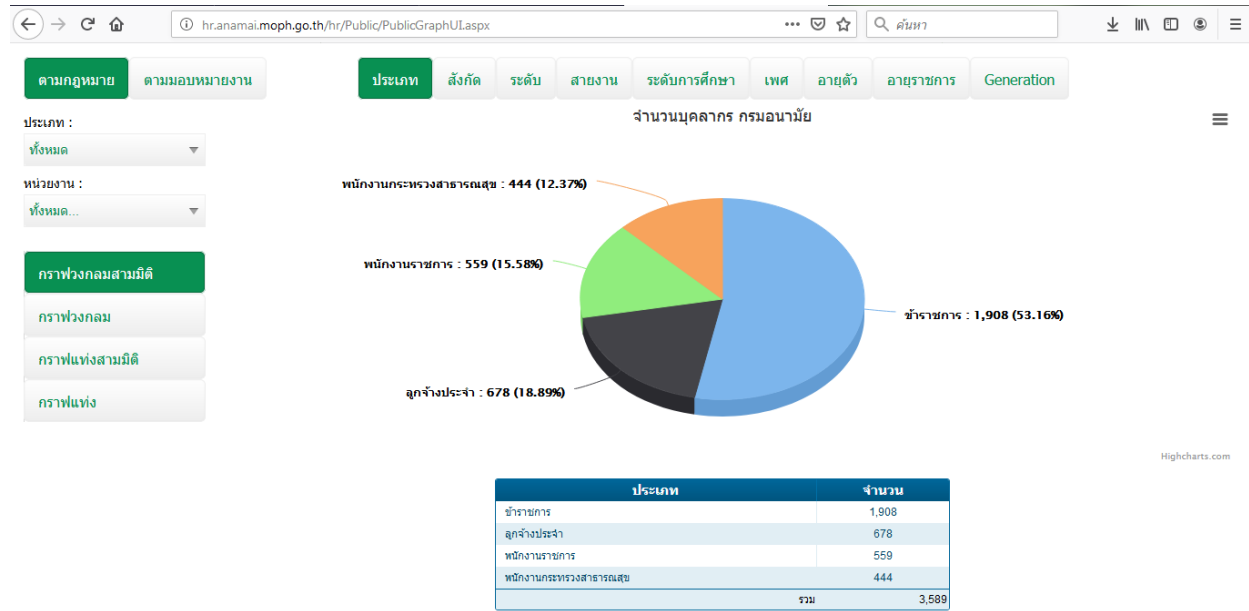 hr.anamai.moph.go.th/hr/Public/PublicGraphUI.aspx
ค้นหา
ตามกฎหมาย ตามมอบหมายงาน
ประเภท สังกัด ระดับ สายงาน ระดับการศึกษา เพศ อายุตัว อายุราชการ Generation
ประเภท :
ทั้งหมด
หน่วยงาน :
ทั้งหมด...
กราฟวงกลมสามมิติ
กราฟวงกลม
กราฟแท่งสามมิติ
กราฟแท่ง
จำนวนบุคลากร กรมอนามัย
พนักงานกระทรวงสาธารณสุข : 444 (12.37%)
พนักงานราชการ : 559 (15.58%)
ข้าราชการ : 1,908 (53.16%)
ลูกจ้างประจำ : 678 (18.89%)
Highcharts.com
ประเภท จำนวน
ข้าราชการ 1,908
ลูกจ้างประจำ 678
พนักงานราชการ 559
พนักงานกระทรวงสาธารณสุข 444
รวม 3,589